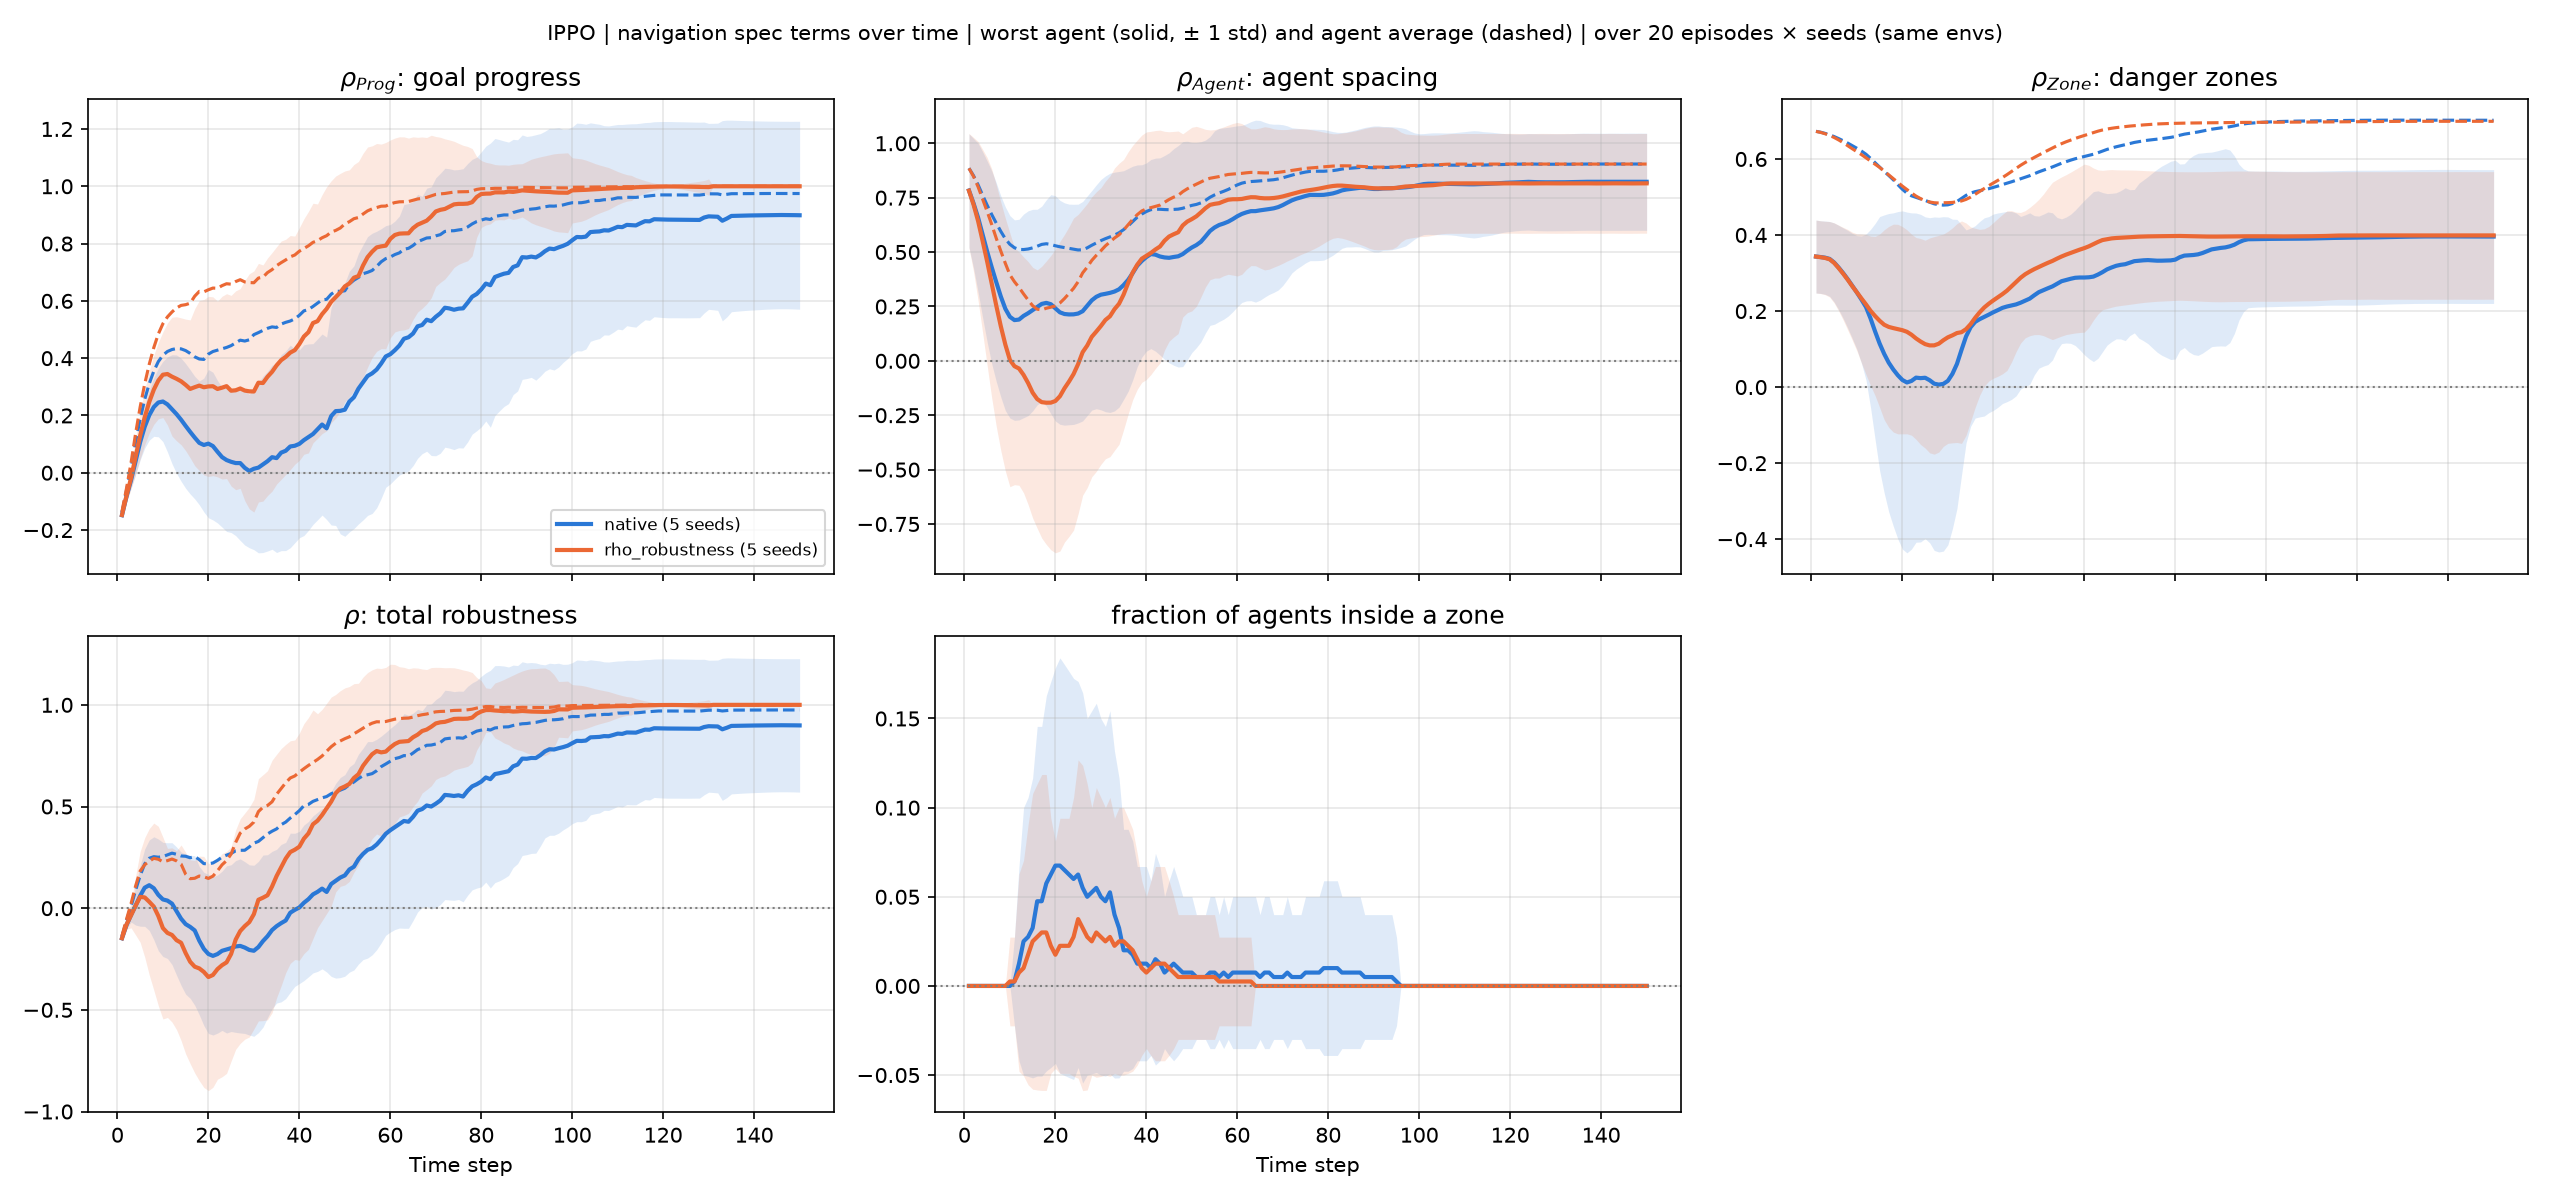 IPPO | navigation spec terms over time | worst agent (solid, ± 1 std) and agent average (dashed) | over 20 episodes × seeds (same envs)
ρ_Prog: goal progress
1.2
1.0
0.8
0.6
0.4
0.2
0.0
−0.2
native (5 seeds)
rho_robustness (5 seeds)
ρ_Agent: agent spacing
1.00
0.75
0.50
0.25
0.00
−0.25
−0.50
−0.75
ρ_Zone: danger zones
0.6
0.4
0.2
0.0
−0.2
−0.4
ρ: total robustness
1.0
0.5
0.0
−0.5
−1.0
0 20 40 60 80 100 120 140
Time step
fraction of agents inside a zone
0.15
0.10
0.05
0.00
−0.05
0 20 40 60 80 100 120 140
Time step